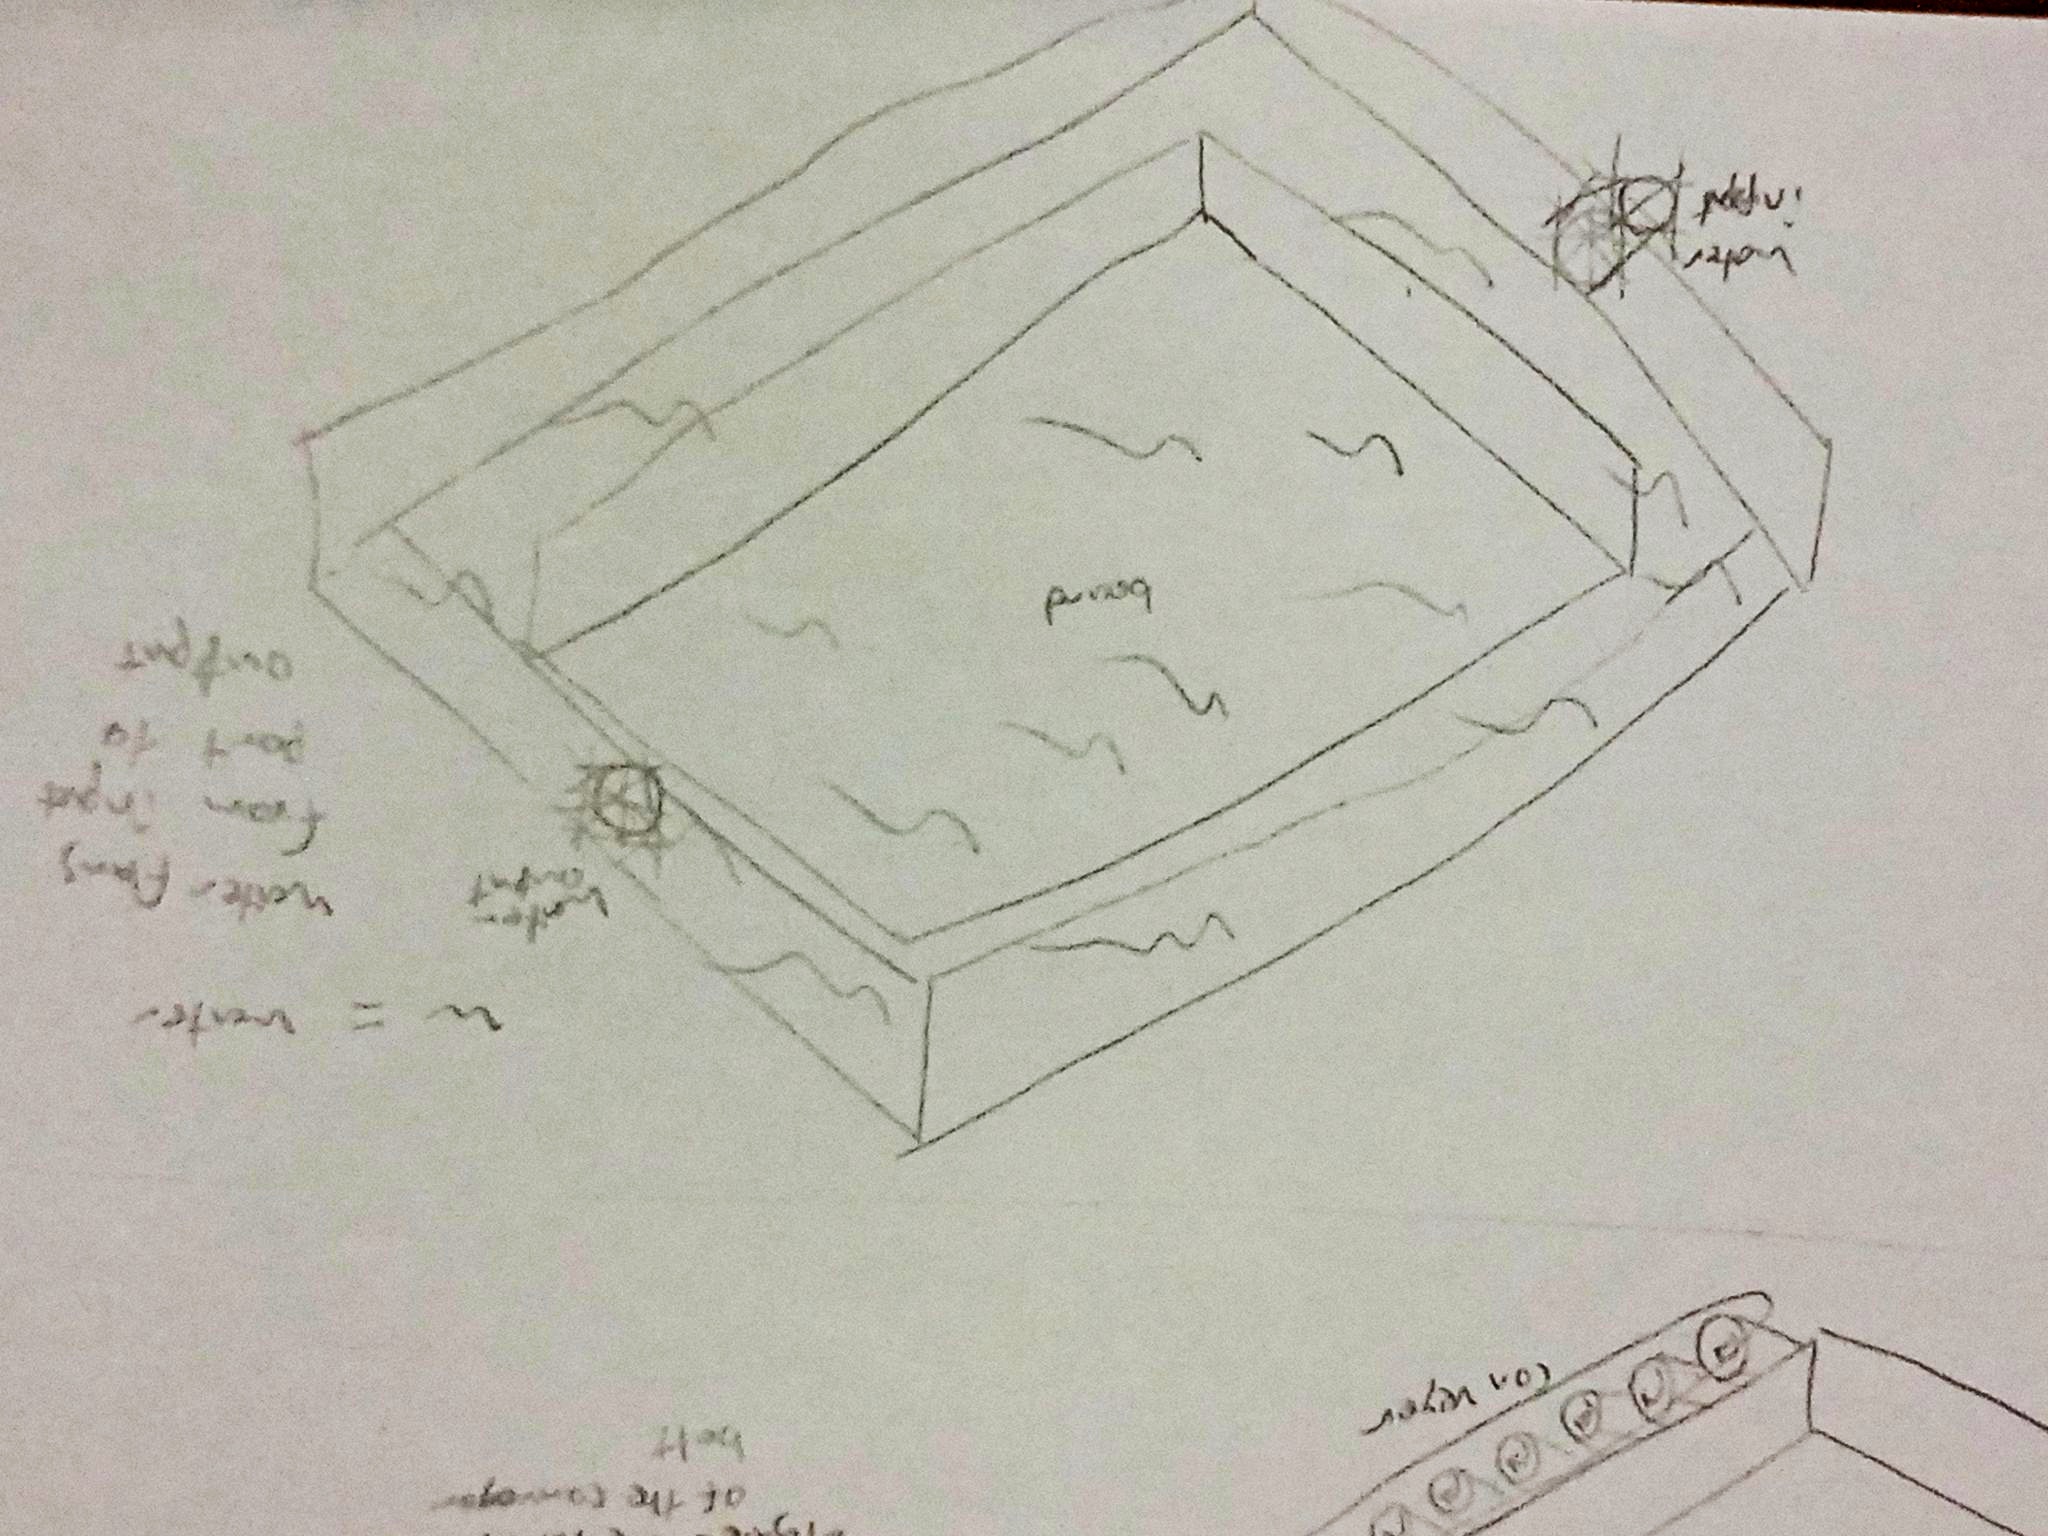 conveyor
of the conveyor
belt
= water
water flows
from input
port to
output
water
output
board
water
input